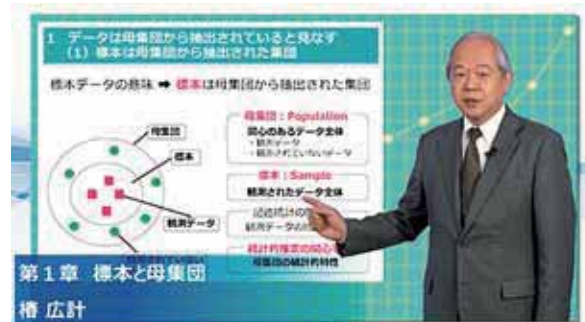 1 データは母集団から抽出されていると見なす
(1) 標本は母集団から抽出された集団
標本データの意味 ➡ 標本は母集団から抽出された集団
母集団
標本
観測データ
母集団：Population
関心のあるデータ全体
・観測データ
・観測されていないデータ
標本：Sample
観測されたデータ全体
記述統計の
観測データの
統計的推定の関心
母集団の統計的特性
第1章 標本と母集団
椿 広計